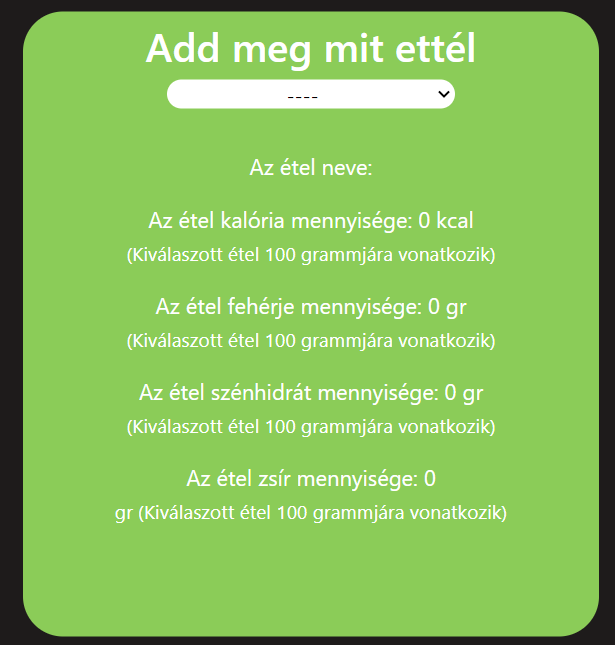 Add meg mit ettél
----
Az étel neve:
Az étel kalória mennyisége: 0 kcal
(Kiválaszott étel 100 grammjára vonatkozik)
Az étel fehérje mennyisége: 0 gr
(Kiválaszott étel 100 grammjára vonatkozik)
Az étel szénhidrát mennyisége: 0 gr
(Kiválaszott étel 100 grammjára vonatkozik)
Az étel zsír mennyisége: 0
gr (Kiválaszott étel 100 grammjára vonatkozik)